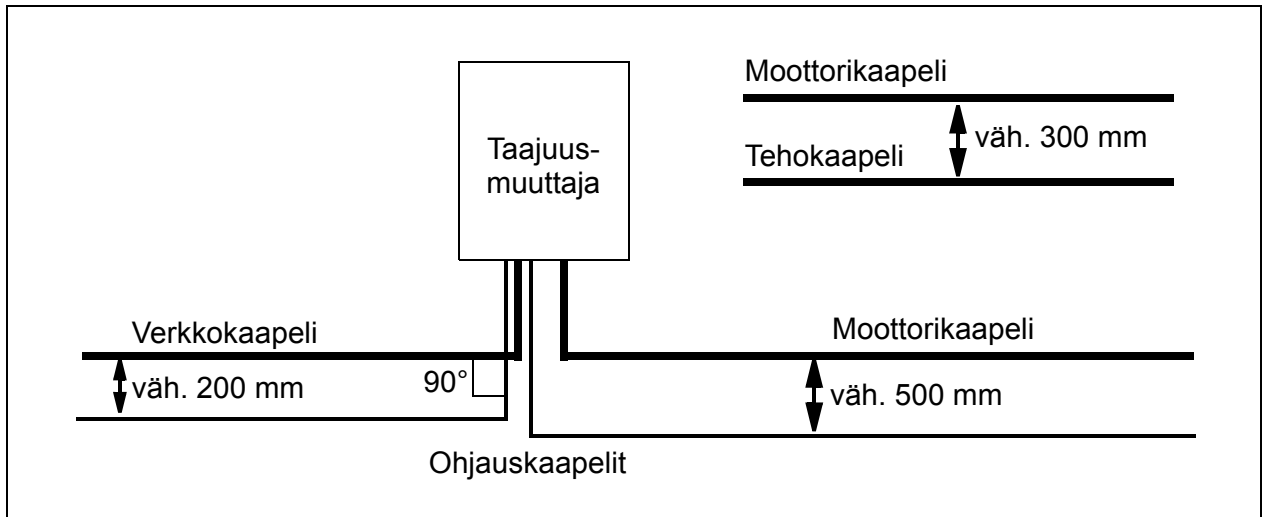 Moottorikaapeli
Taajuus-
muuttaja
väh. 300 mm
Tehokaapeli
Verkkokaapeli
Moottorikaapeli
väh. 200 mm
90°
väh. 500 mm
Ohjauskaapelit